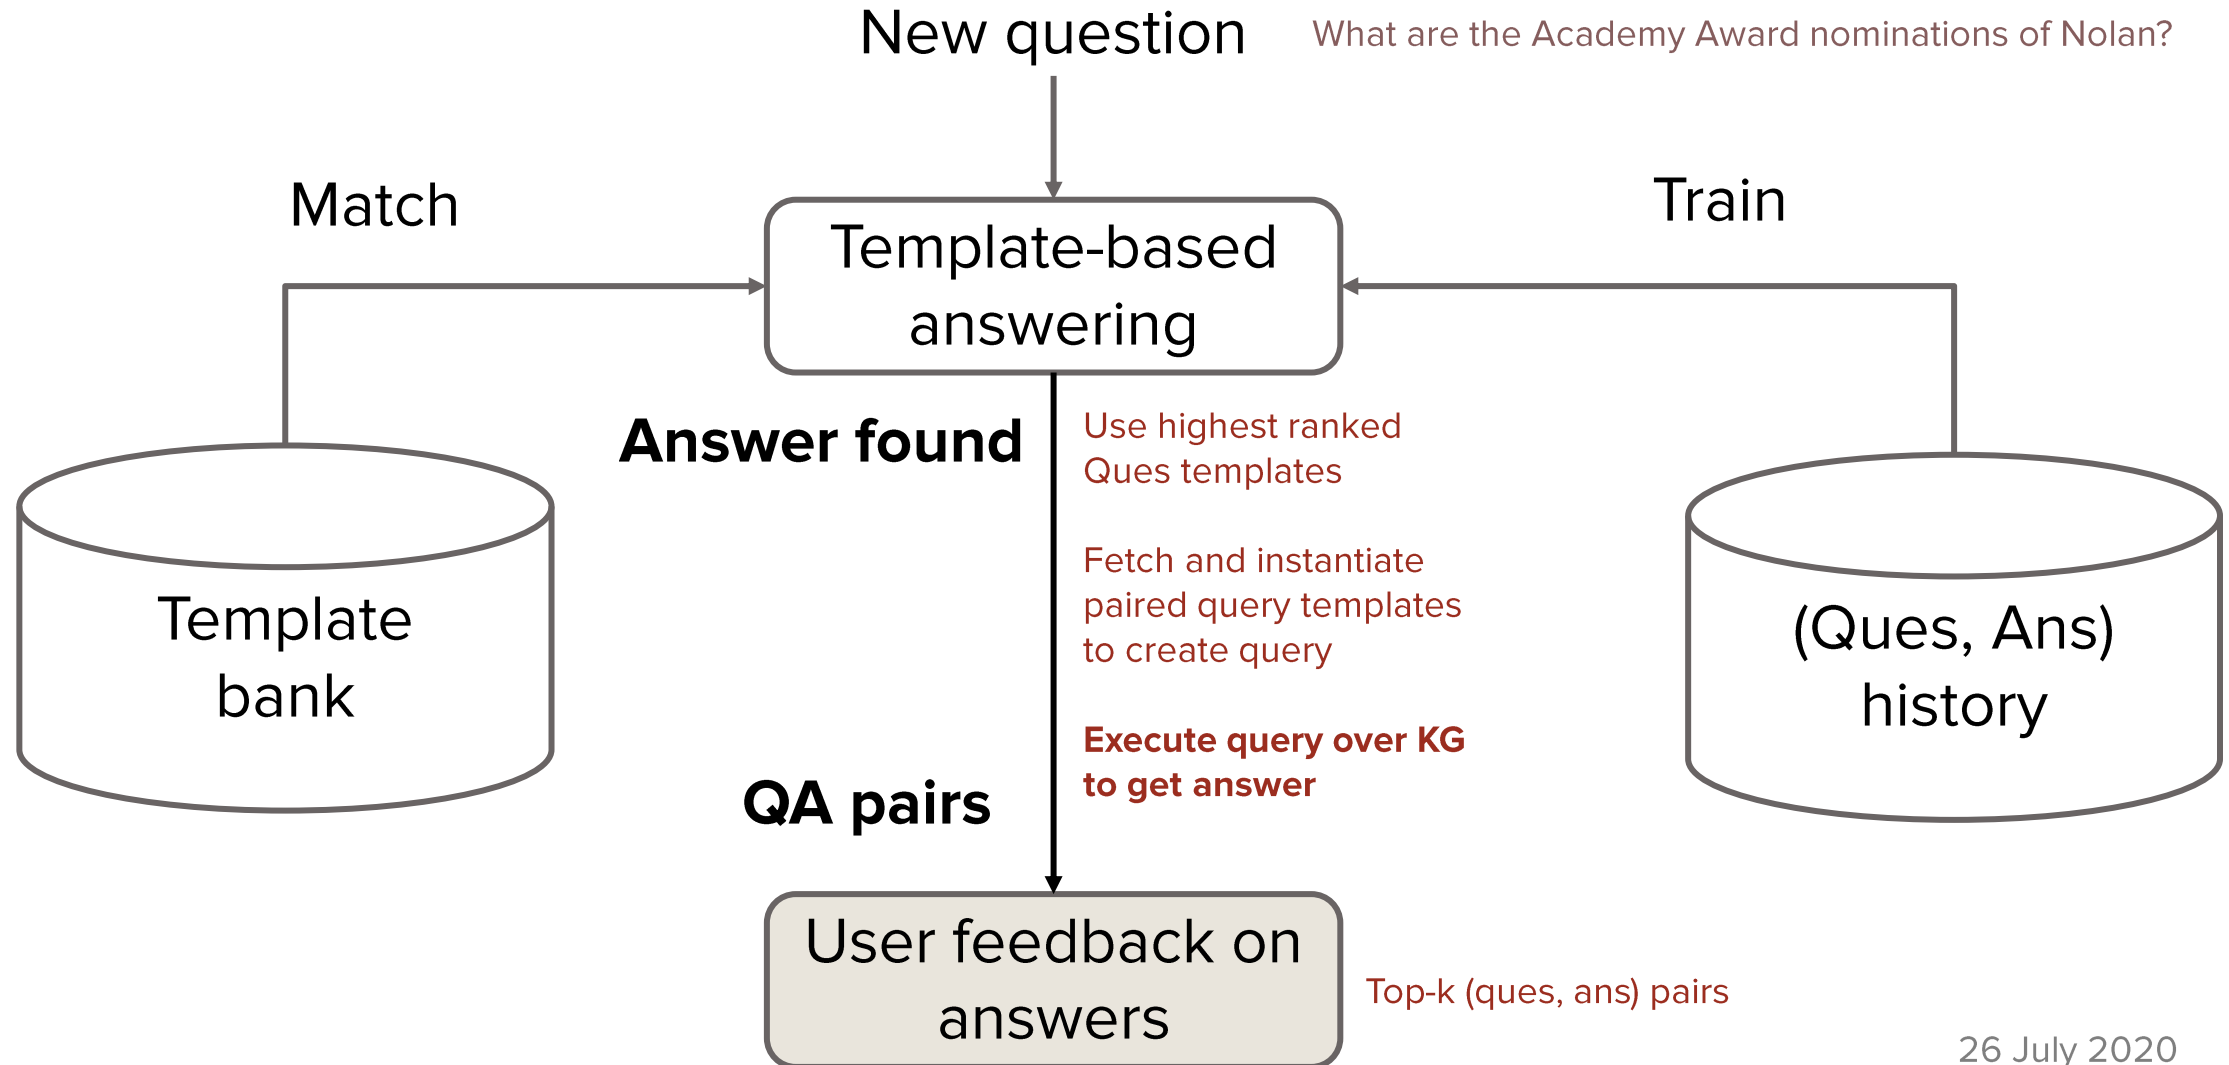 New question
What are the Academy Award nominations of Nolan?
Match
Train
Template-based
answering
Answer found
Use highest ranked
Ques templates
Fetch and instantiate
paired query templates
to create query
Execute query over KG
to get answer
Template
bank
(Ques, Ans)
history
QA pairs
User feedback on
answers
Top-k (ques, ans) pairs
26 July 2020